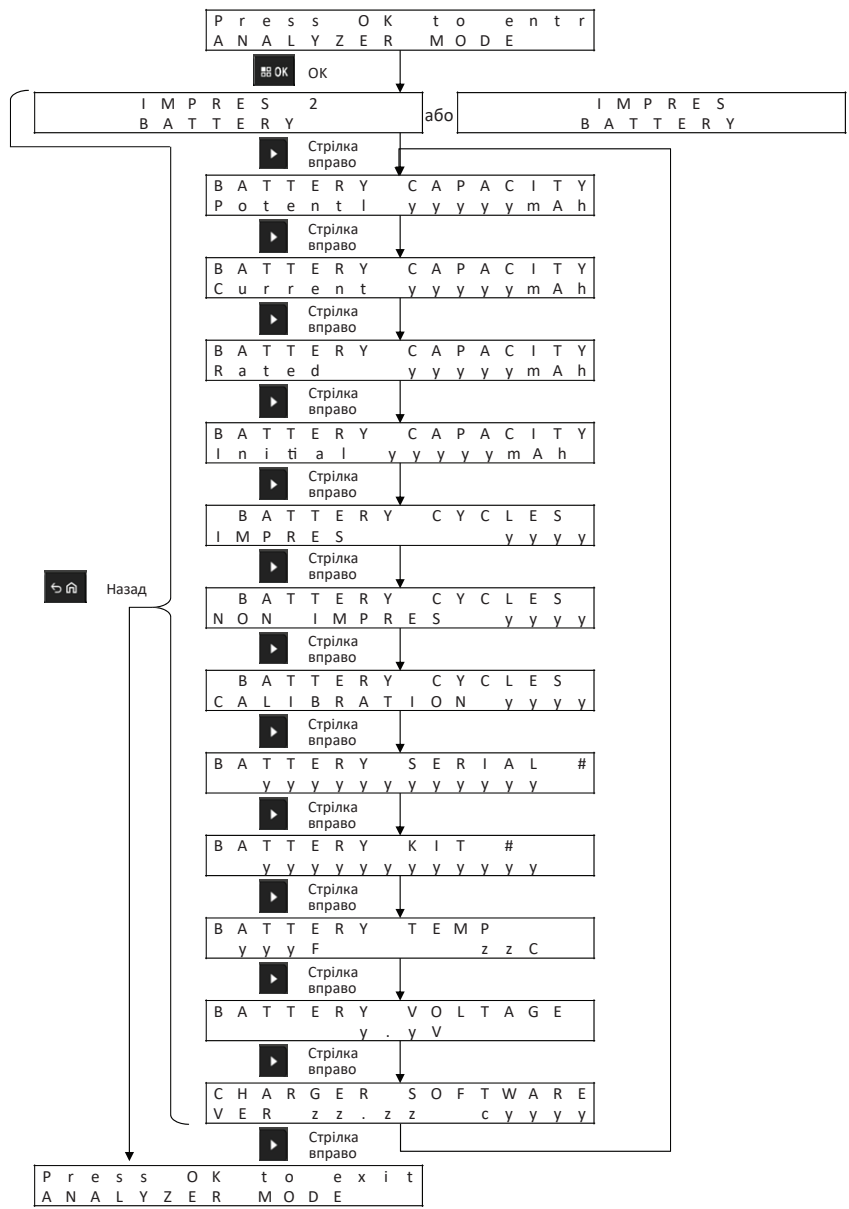 Press OK to entr
ANALYZER MODE
OK OK
IMPRES 2
BATTERY
або
IMPRES
BATTERY
Стрілка
вправо
BATTERY CAPACITY
Potentl yyyyymAh
Стрілка
вправо
BATTERY CAPACITY
Current yyyyymAh
Стрілка
вправо
BATTERY CAPACITY
Rated yyyyymAh
Стрілка
вправо
BATTERY CAPACITY
Initial yyyyymAh
Стрілка
вправо
BATTERY CYCLES
IMPRES yyyy
Стрілка
вправо
Назад
BATTERY CYCLES
NON IMPRES yyyy
Стрілка
вправо
BATTERY CYCLES
CALIBRATION yyyy
Стрілка
вправо
BATTERY SERIAL #
yyyyyyyyyyyy
Стрілка
вправо
BATTERY KIT #
yyyyyyyyyyyy
Стрілка
вправо
BATTERY TEMP
yyyF zzC
Стрілка
вправо
BATTERY VOLTAGE
y.yV
Стрілка
вправо
CHARGER SOFTWARE
VER zz.zz cyyyy
Стрілка
вправо
Press OK to exit
ANALYZER MODE